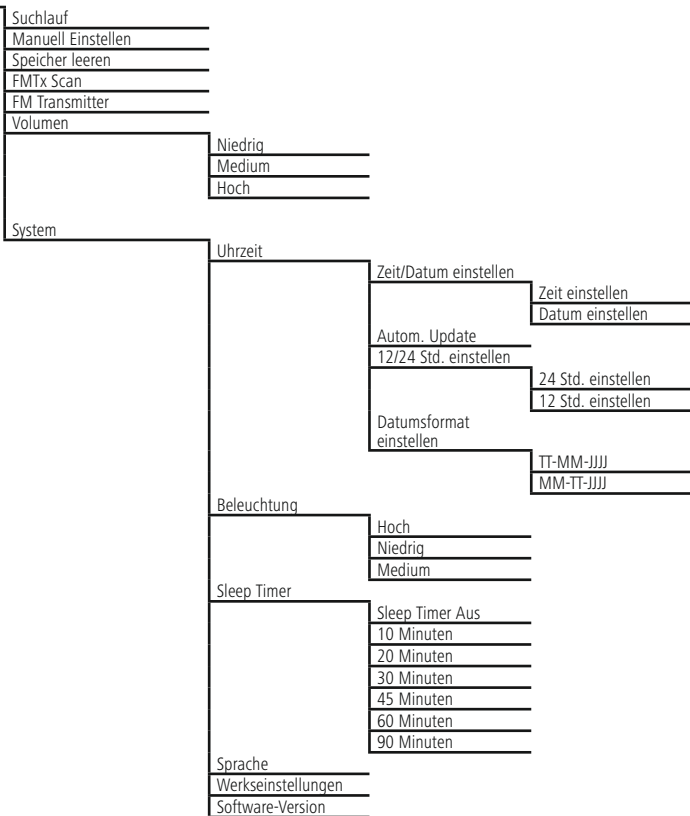 Suchlauf
Manuell Einstellen
Speicher leeren
FMTx Scan
FM Transmitter
Volumen
Niedrig
Medium
Hoch
System
Uhrzeit
Zeit/Datum einstellen
Zeit einstellen
Datum einstellen
Autom. Update
12/24 Std. einstellen
24 Std. einstellen
12 Std. einstellen
Datumsformat
einstellen
TT-MM-JJJJ
MM-TT-JJJJ
Beleuchtung
Hoch
Niedrig
Medium
Sleep Timer
Sleep Timer Aus
10 Minuten
20 Minuten
30 Minuten
45 Minuten
60 Minuten
90 Minuten
Sprache
Werkseinstellungen
Software-Version